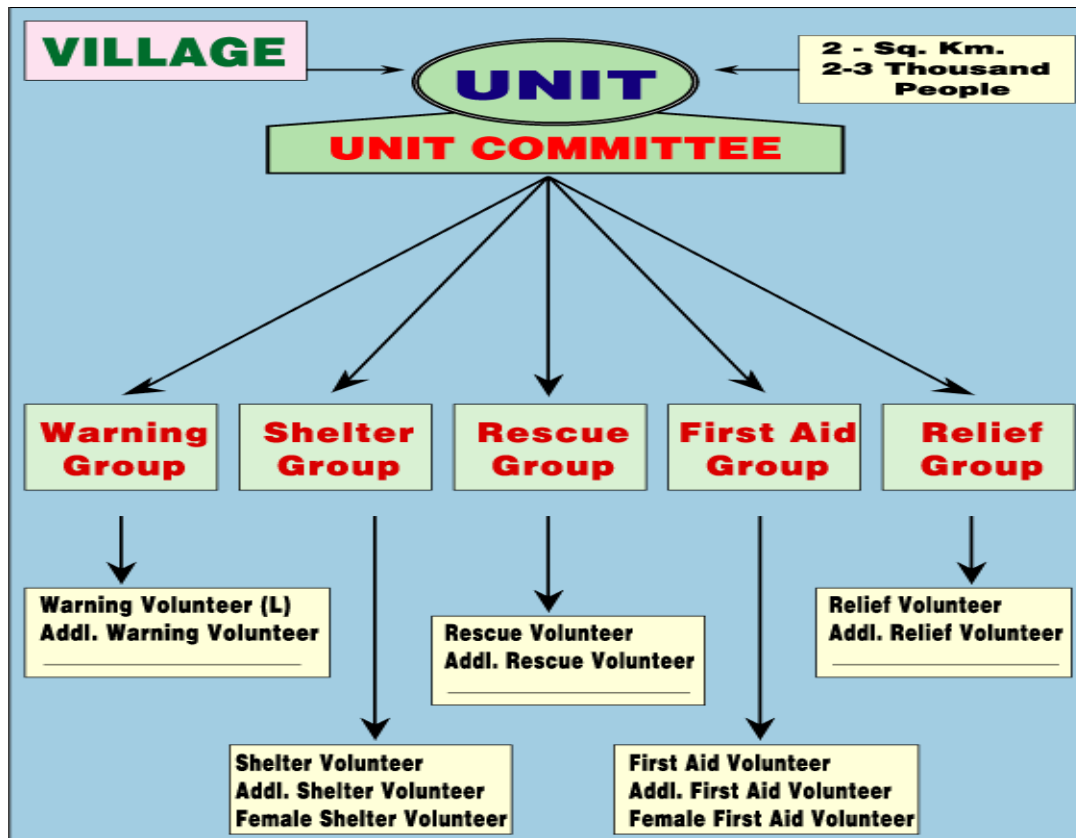 VILLAGE
UNIT
2 - Sq. Km.
2-3 Thousand
People
UNIT COMMITTEE
Warning
Group
Shelter
Group
Rescue
Group
First Aid
Group
Relief
Group
Warning Volunteer (L)
Addl. Warning Volunteer
Rescue Volunteer
Addl. Rescue Volunteer
Relief Volunteer
Addl. Relief Volunteer
Shelter Volunteer
Addl. Shelter Volunteer
Female Shelter Volunteer
First Aid Volunteer
Addl. First Aid Volunteer
Female First Aid Volunteer